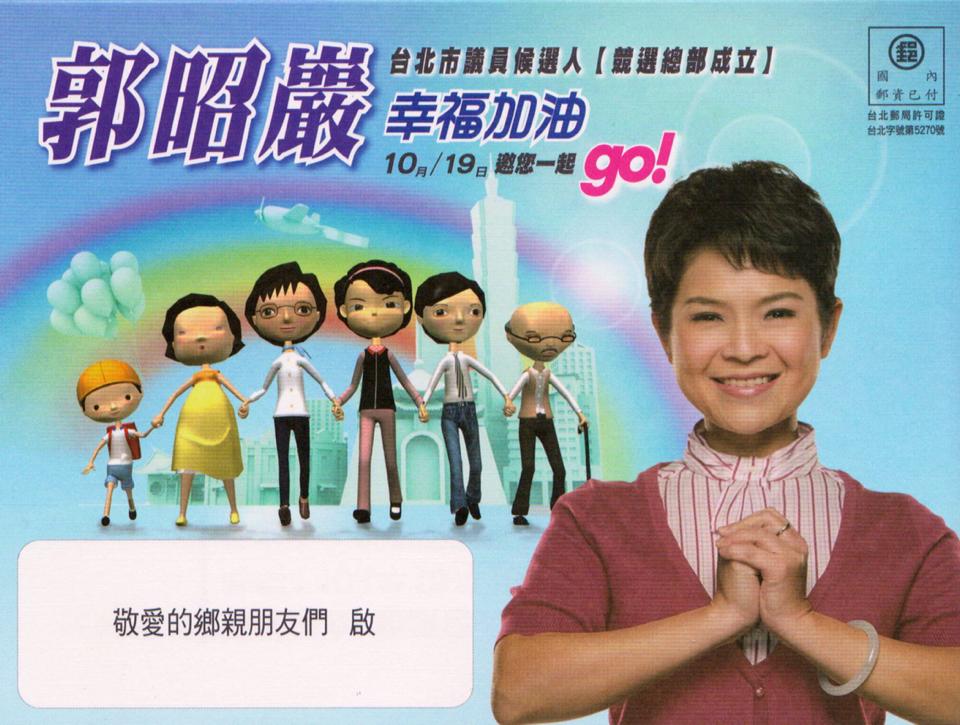 郭昭巖
台北市議員候選人【競選總部成立】
幸福加油
10月/19日 邀您一起 go!
郵
國內
郵資已付
台北郵局許可證
台北字號第5270號
敬愛的鄉親朋友們 啟